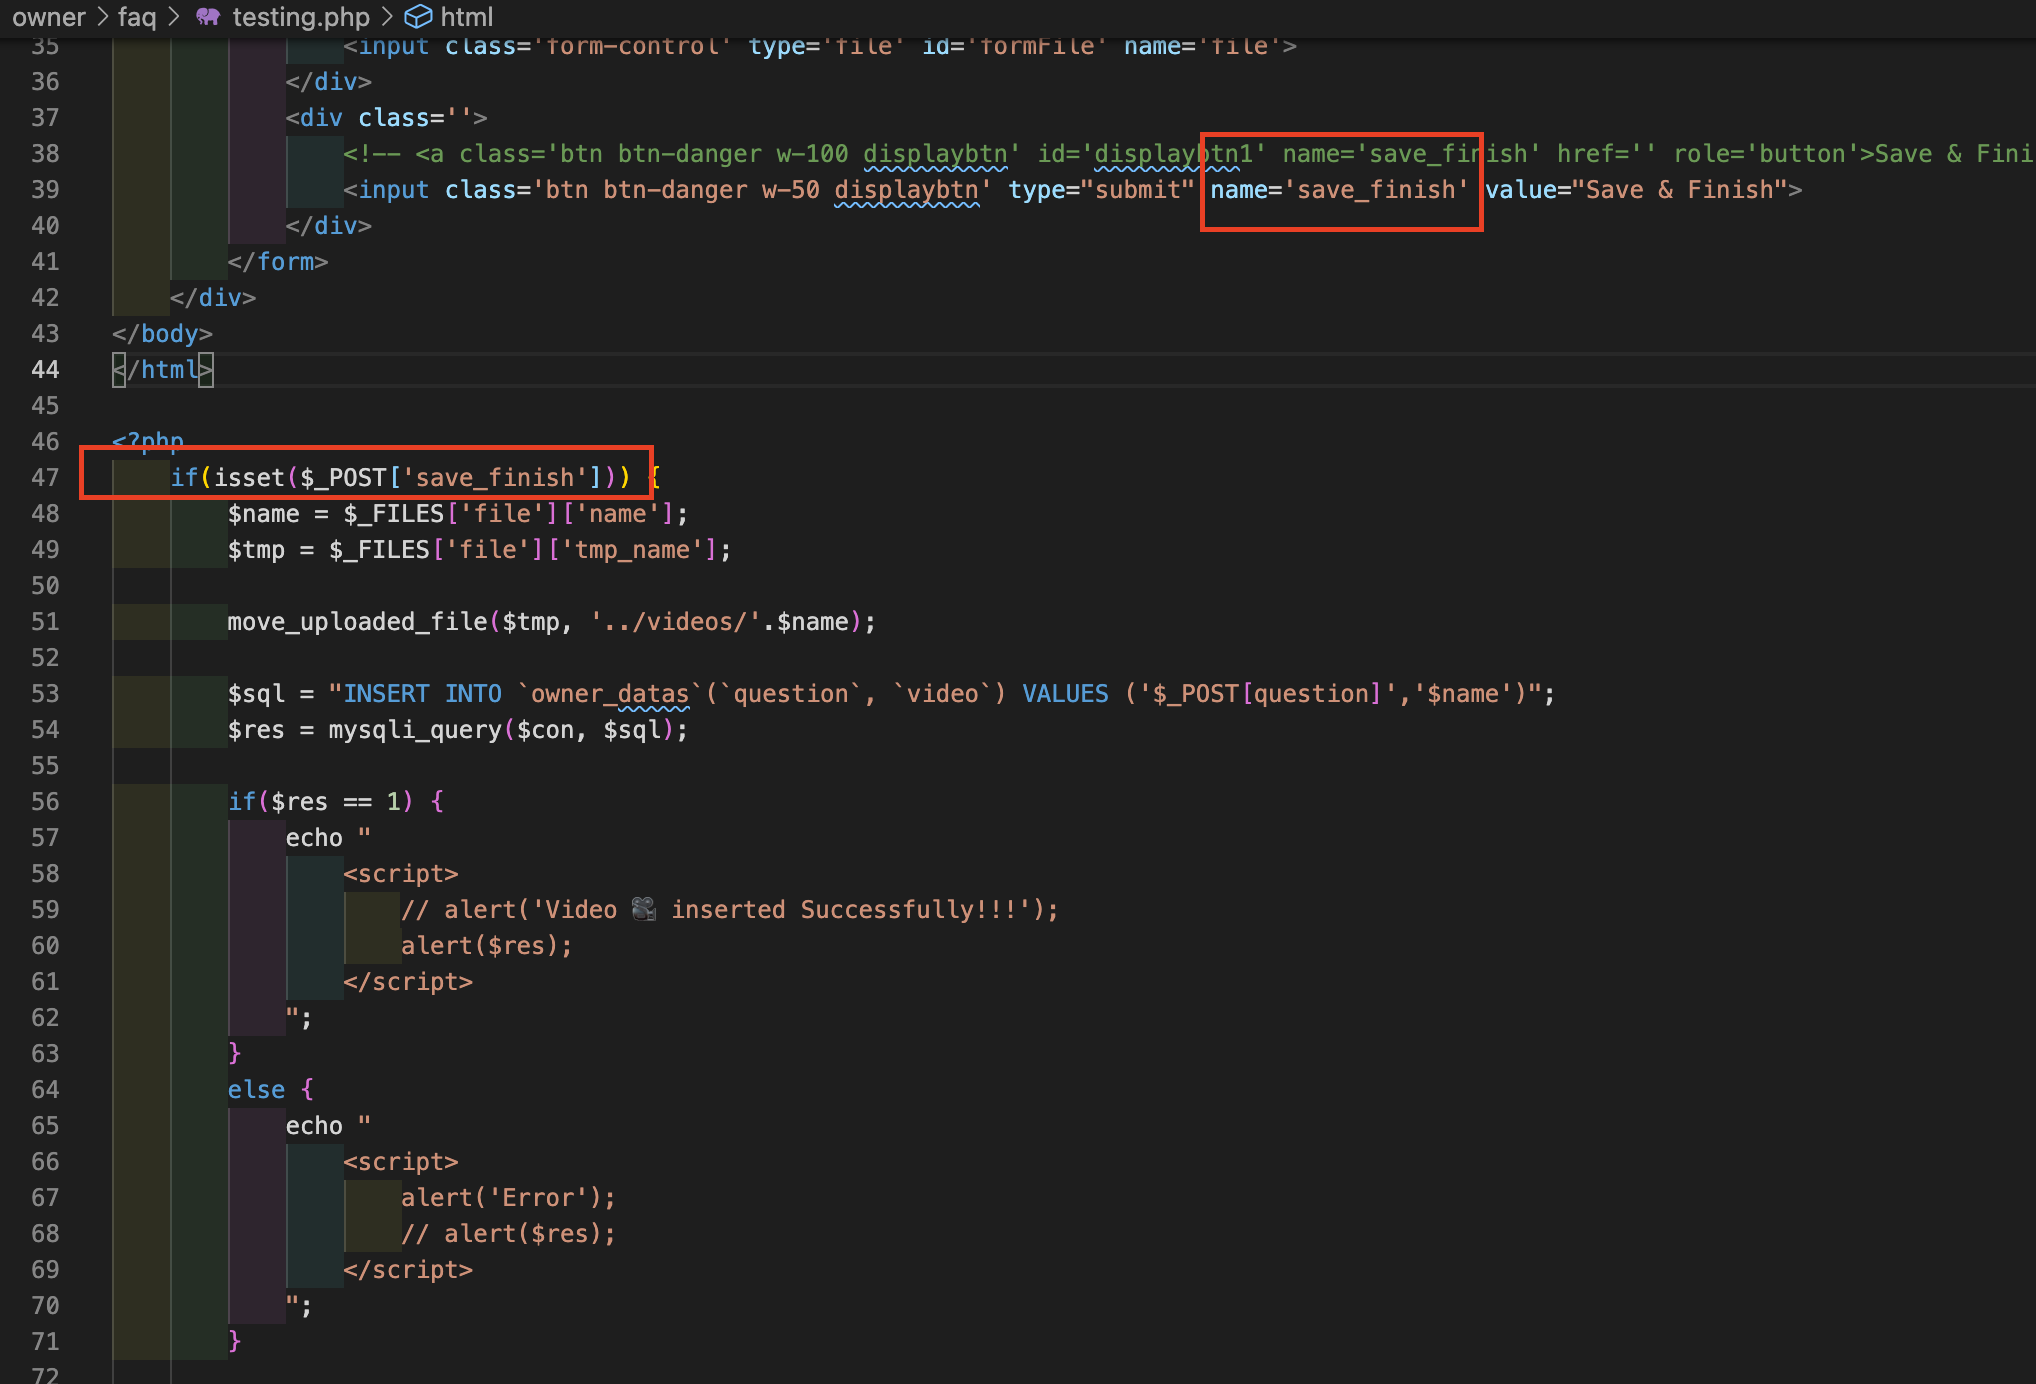 owner > faq > testing.php > html
35 <input class='form-control' type='file' id='formFile' name='file'>
36 </div>
37 <div class=''>
38 <!-- <a class='btn btn-danger w-100 displaybtn' id='displaybtn1' name='save_finish' href='' role='button'>Save & Fini
39 <input class='btn btn-danger w-50 displaybtn' type="submit" name='save_finish' value="Save & Finish">
40 </div>
41 </form>
42 </div>
43 </body>
44 </html>
45
46 <?php
47 if(isset($_POST['save_finish'])) {
48 $name = $_FILES['file']['name'];
49 $tmp = $_FILES['file']['tmp_name'];
50
51 move_uploaded_file($tmp, '../videos/'.$name);
52
53 $sql = "INSERT INTO `owner_datas`(`question`, `video`) VALUES ('$_POST[question]','$name')";
54 $res = mysqli_query($con, $sql);
55
56 if($res == 1) {
57 echo "
58 <script>
59 // alert('Video 🎥 inserted Successfully!!!');
60 alert($res);
61 </script>
62 ";
63 }
64 else {
65 echo "
66 <script>
67 alert('Error');
68 // alert($res);
69 </script>
70 ";
71 }
72